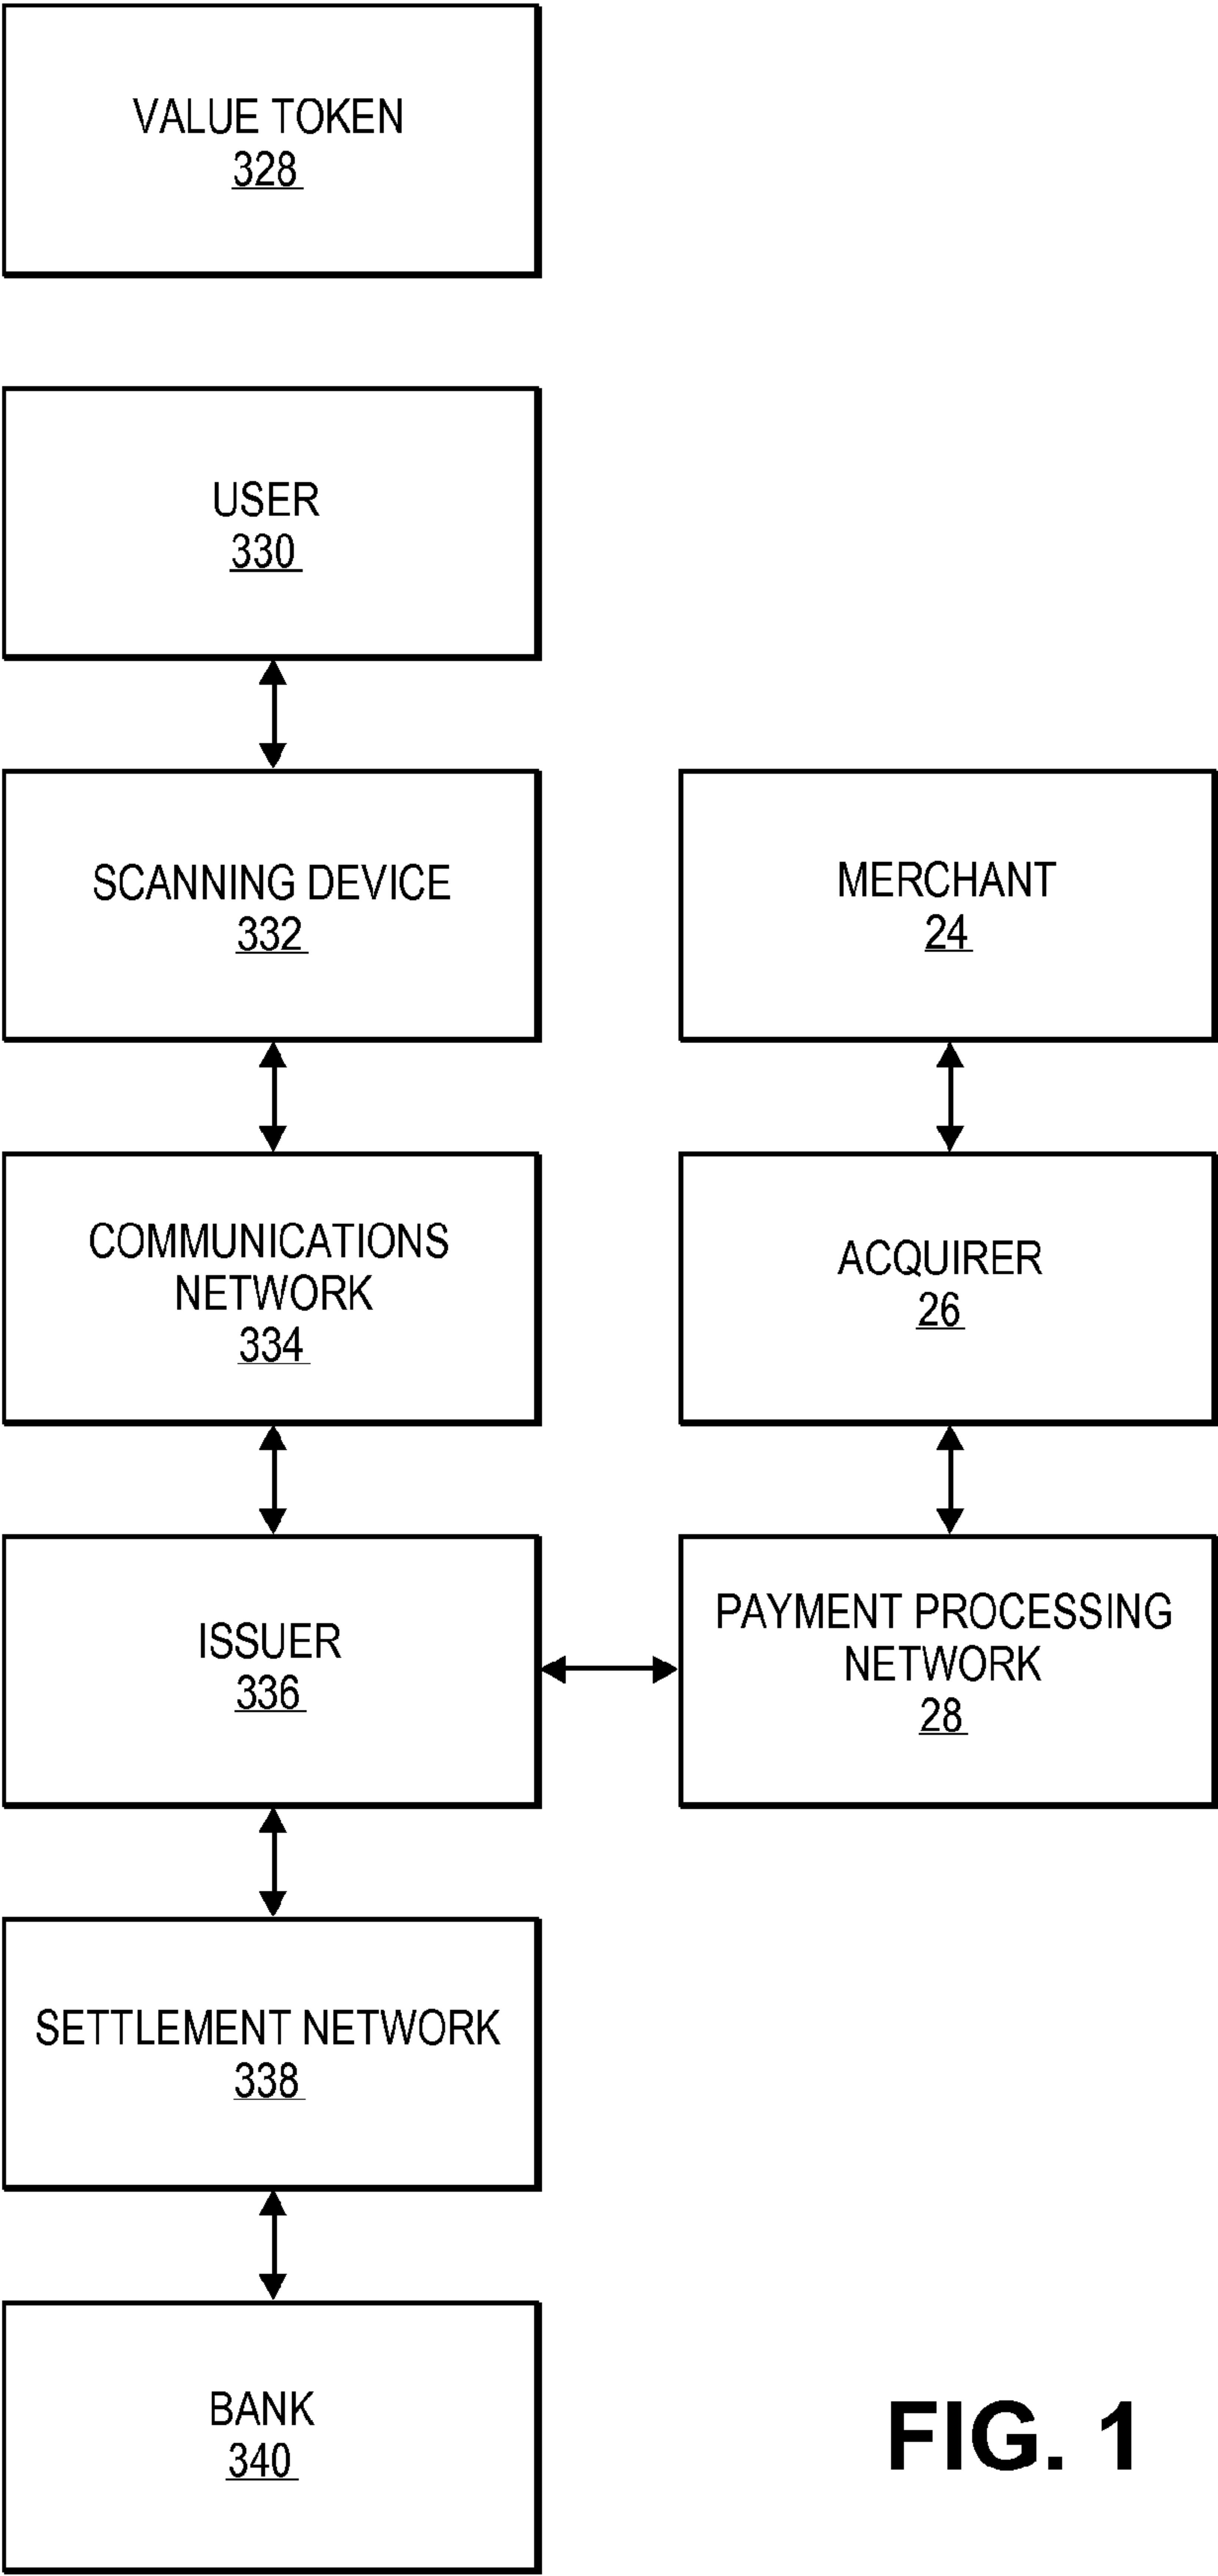 VALUE TOKEN
328
USER
330
SCANNING DEVICE
332
MERCHANT
24
COMMUNICATIONS
NETWORK
334
ACQUIRER
26
ISSUER
336
PAYMENT PROCESSING
NETWORK
28
SETTLEMENT NETWORK
338
BANK
340
FIG. 1